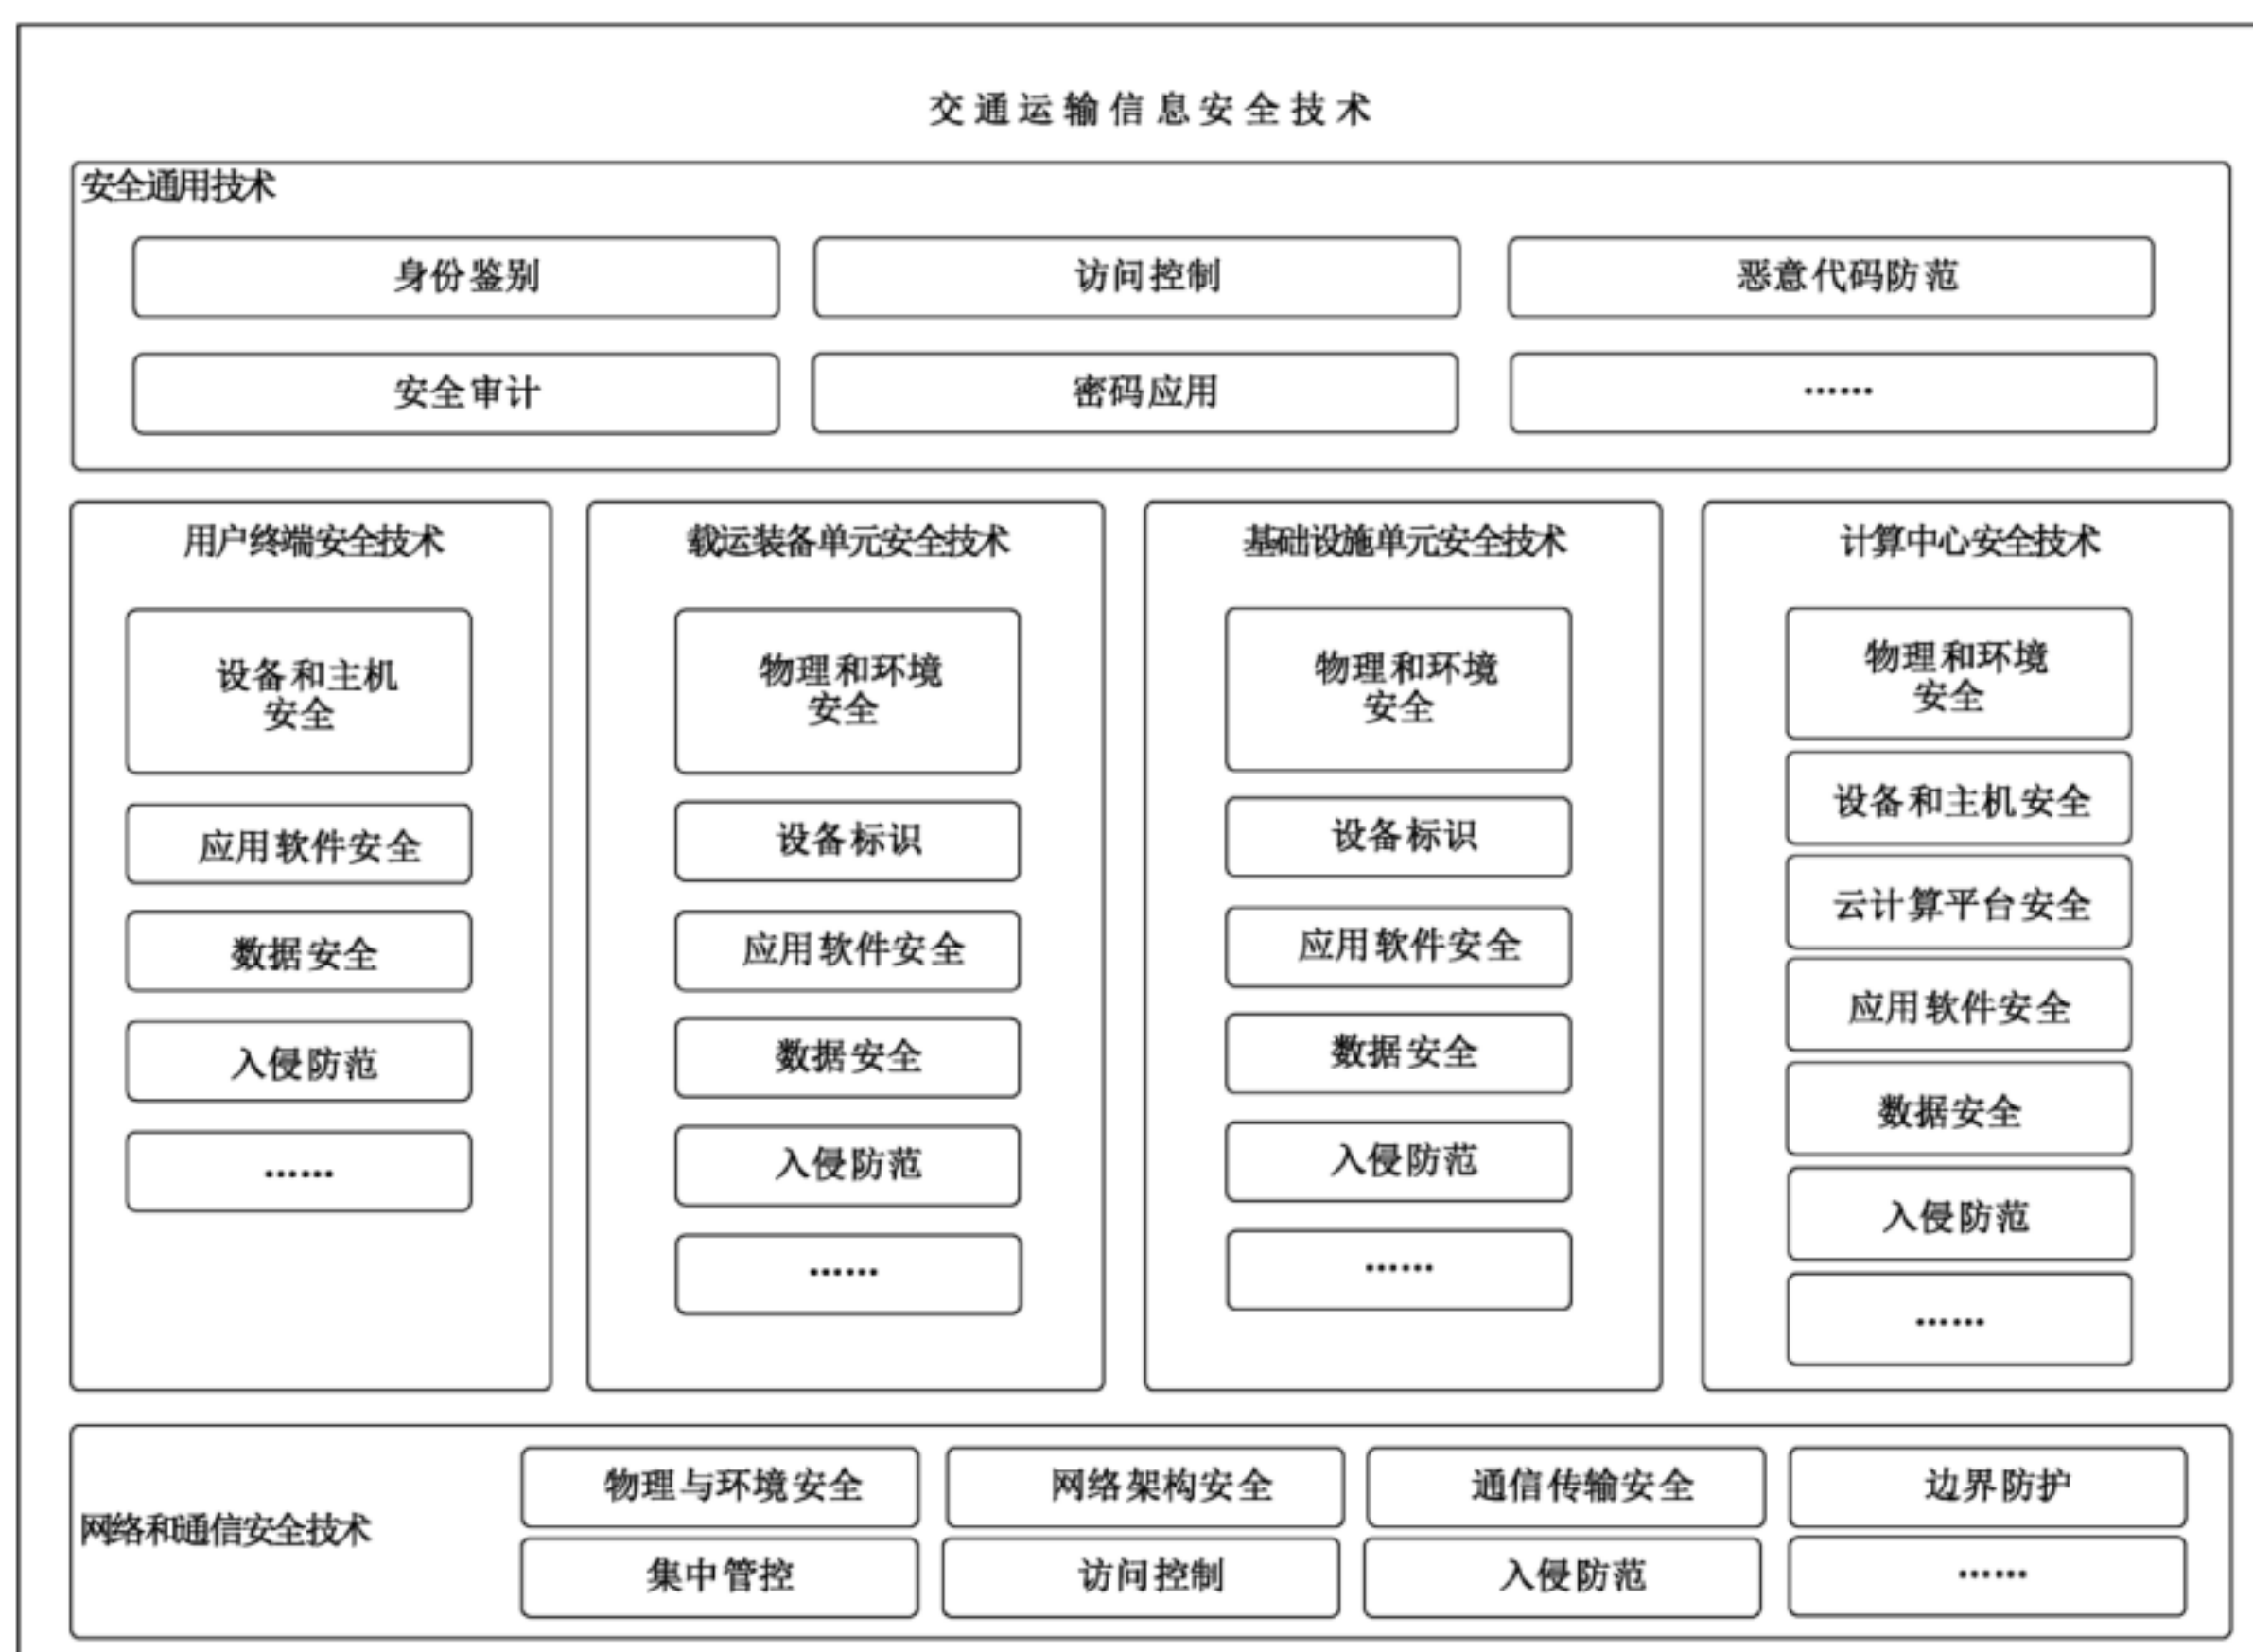 交通运输信息安全技术
安全通用技术
身份鉴别
访问控制
恶意代码防范
安全审计
密码应用
……
用户终端安全技术
设备和主机
安全
应用软件安全
数据安全
入侵防范
……
载运装备单元安全技术
物理和环境
安全
设备标识
应用软件安全
数据安全
入侵防范
……
基础设施单元安全技术
物理和环境
安全
设备标识
应用软件安全
数据安全
入侵防范
……
计算中心安全技术
物理和环境
安全
设备和主机安全
云计算平台安全
应用软件安全
数据安全
入侵防范
……
网络和通信安全技术
物理与环境安全
网络架构安全
通信传输安全
边界防护
集中管控
访问控制
入侵防范
……